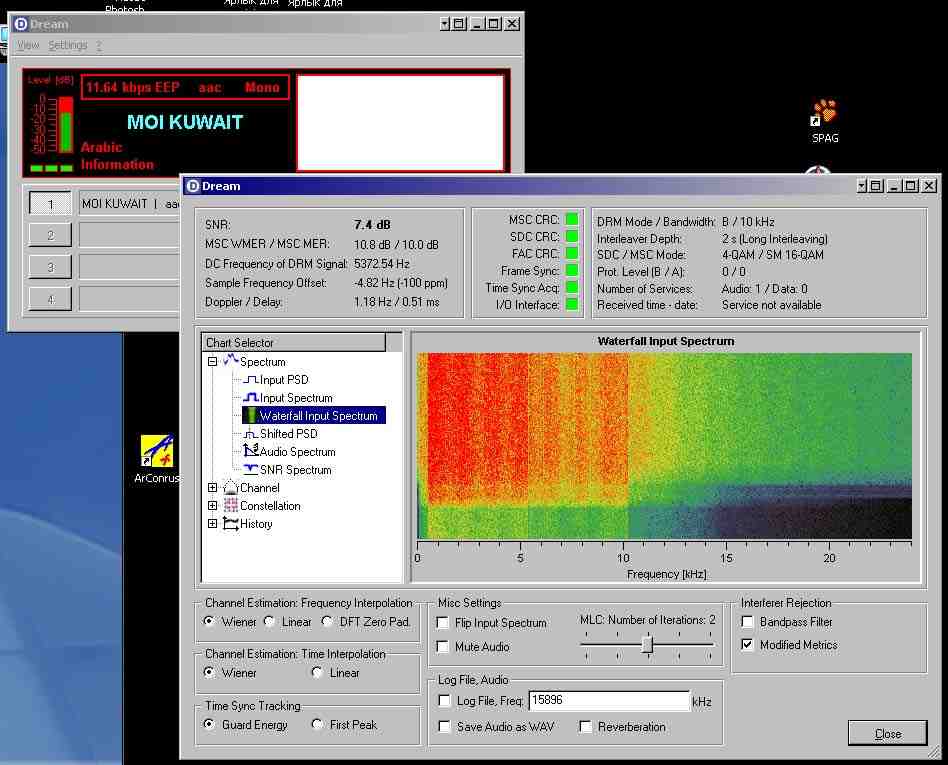 Photosh
Ярлык для
Ярлык для
Dream
View Settings ?
Level [dB]
11.64 kbps EEP aac Mono
MOI KUWAIT
Arabic
Information
1 MOI KUWAIT | aac
2
3
4
SPAG
ArConrus
Dream
SNR: 7.4 dB
MSC WMER / MSC MER: 10.8 dB / 10.0 dB
DC Frequency of DRM Signal: 5372.54 Hz
Sample Frequency Offset: -4.82 Hz (-100 ppm)
Doppler / Delay: 1.18 Hz / 0.51 ms
MSC CRC:
SDC CRC:
FAC CRC:
Frame Sync:
Time Sync Acq:
I/O Interface:
DRM Mode / Bandwidth: B / 10 kHz
Interleaver Depth: 2 s (Long Interleaving)
SDC / MSC Mode: 4-QAM / SM 16-QAM
Prot. Level (B / A): 0 / 0
Number of Services: Audio: 1 / Data: 0
Received time - date: Service not available
Chart Selector
Spectrum
Input PSD
Input Spectrum
Waterfall Input Spectrum
Shifted PSD
Audio Spectrum
SNR Spectrum
Channel
Constellation
History
Waterfall Input Spectrum
0 5 10 15 20
Frequency [kHz]
Channel Estimation: Frequency Interpolation
Wiener Linear DFT Zero Pad.
Channel Estimation: Time Interpolation
Wiener Linear
Time Sync Tracking
Guard Energy First Peak
Misc Settings
Flip Input Spectrum
Mute Audio
MLC: Number of Iterations: 2
Log File, Audio
Log File, Freq: 15896 kHz
Save Audio as WAV Reverberation
Interferer Rejection
Bandpass Filter
Modified Metrics
Close